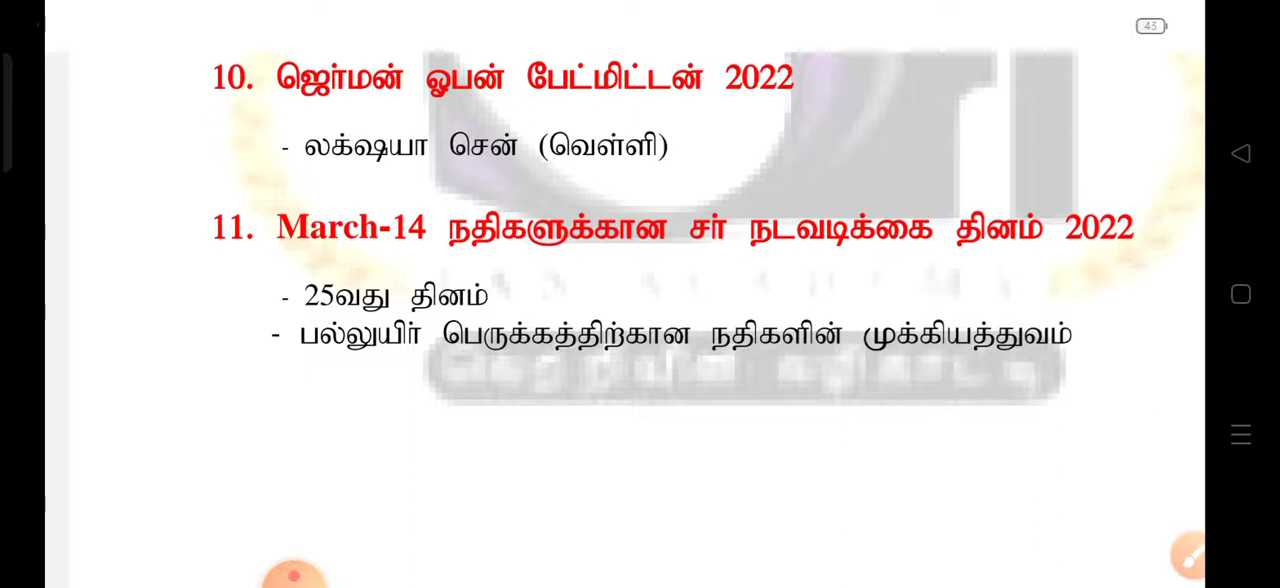 43
10. ஜெர்மன் ஓபன் பேட்மிட்டன் 2022
- லக்ஷயா சென் (வெள்ளி)
11. March-14 நதிகளுக்கான சர் நடவடிக்கை தினம் 2022
- 25வது தினம்
- பல்லுயிர் பெருக்கத்திற்கான நதிகளின் முக்கியத்துவம்